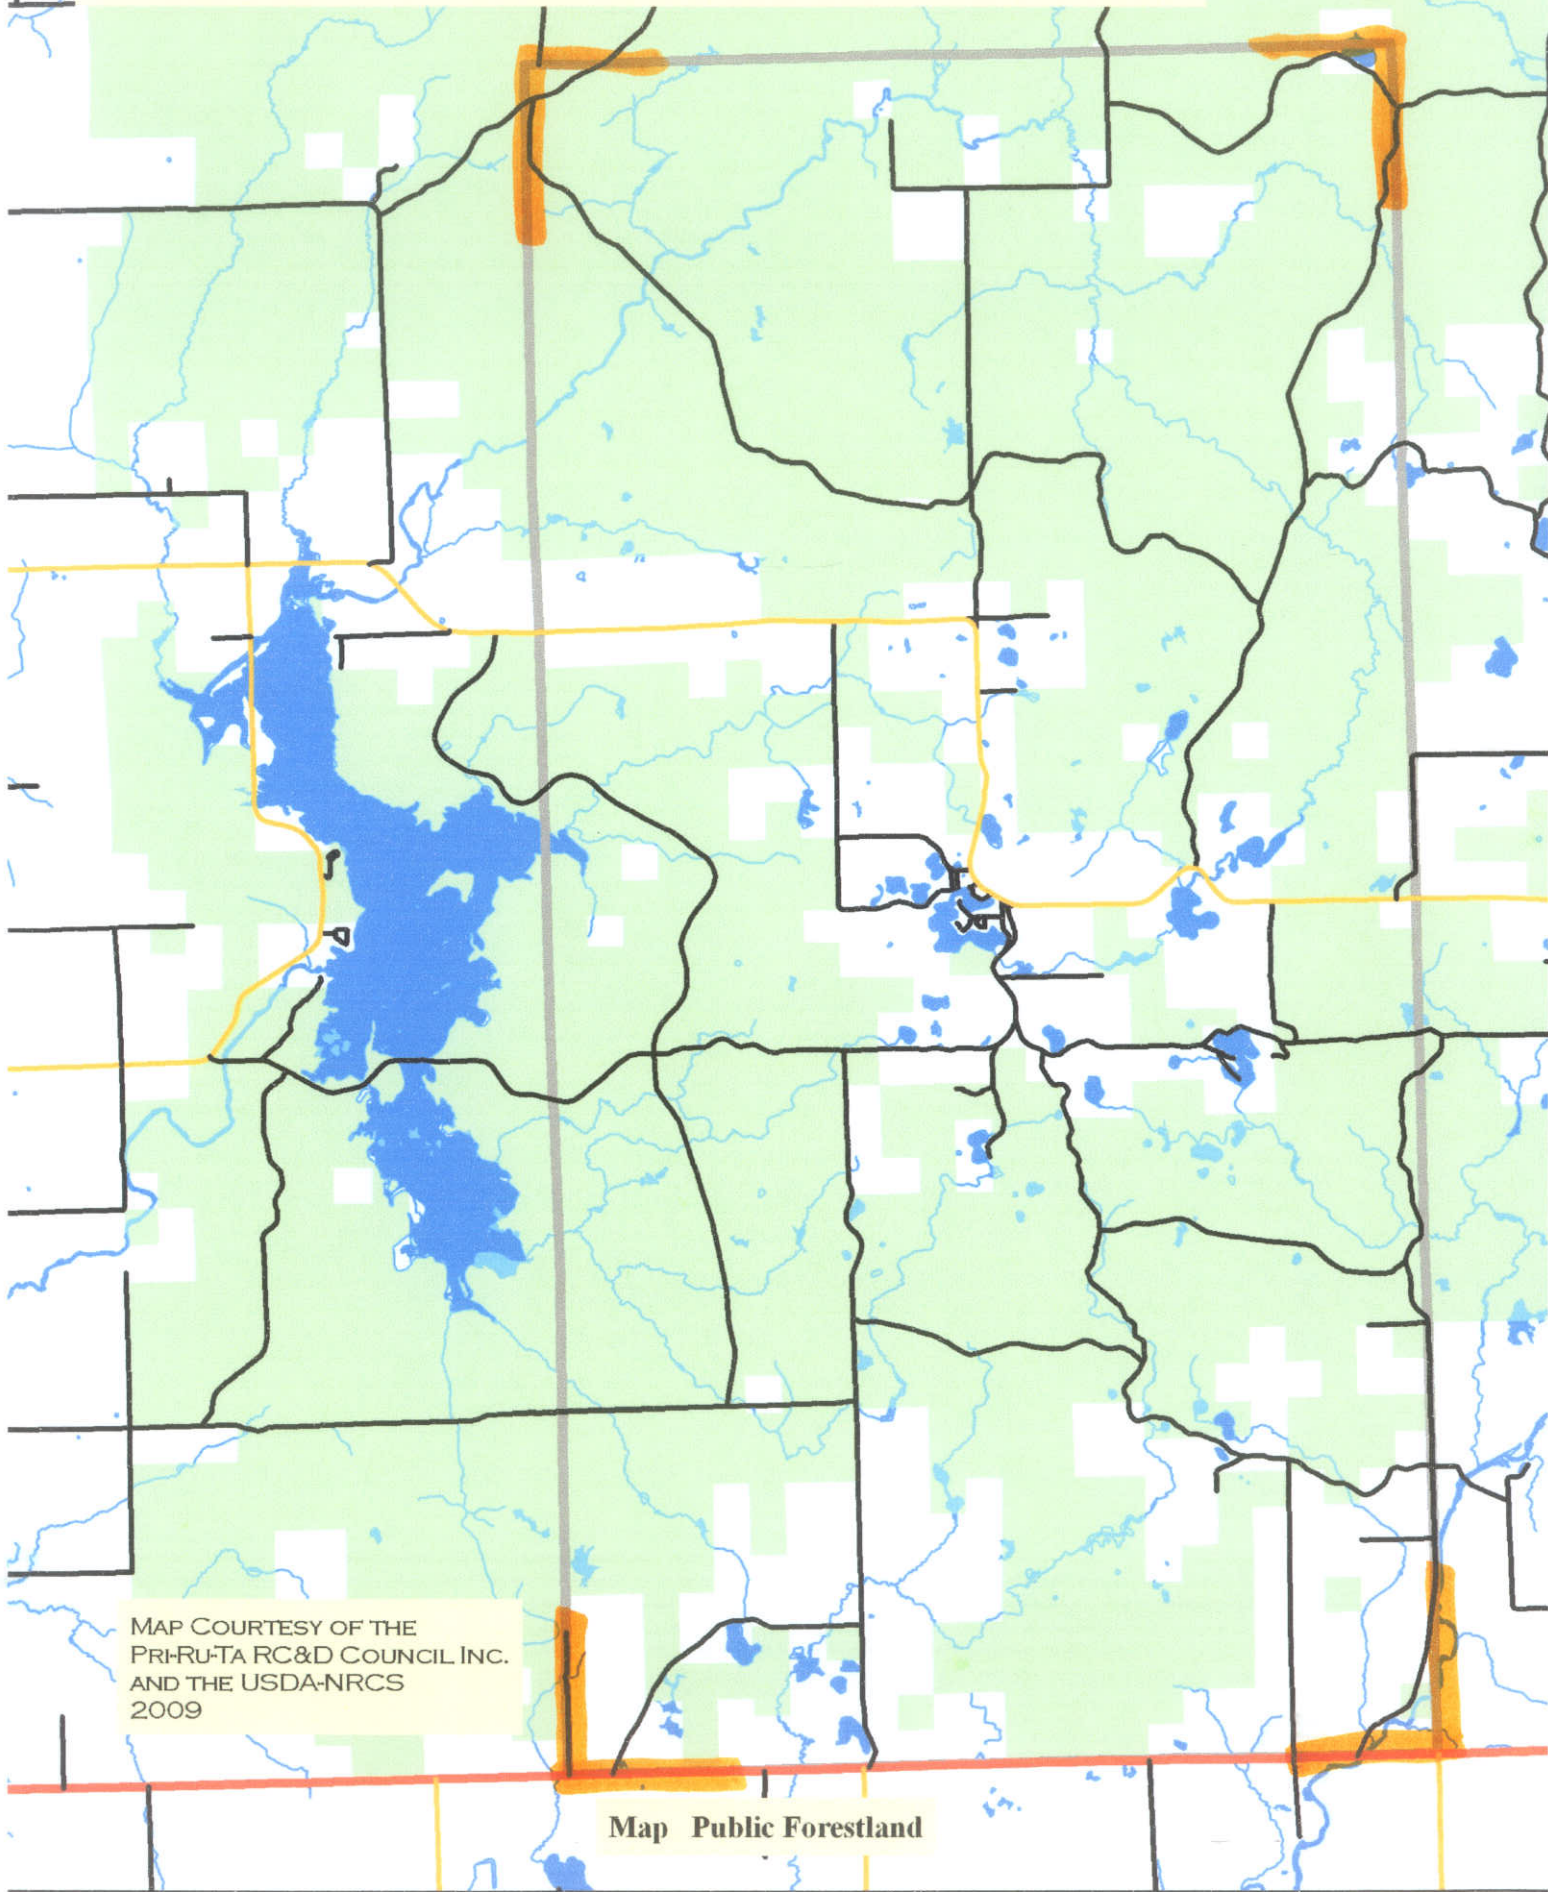 MAP COURTESY OF THE
PRI-RU-TA RC&D COUNCIL INC.
AND THE USDA-NRCS
2009
Map Public Forestland